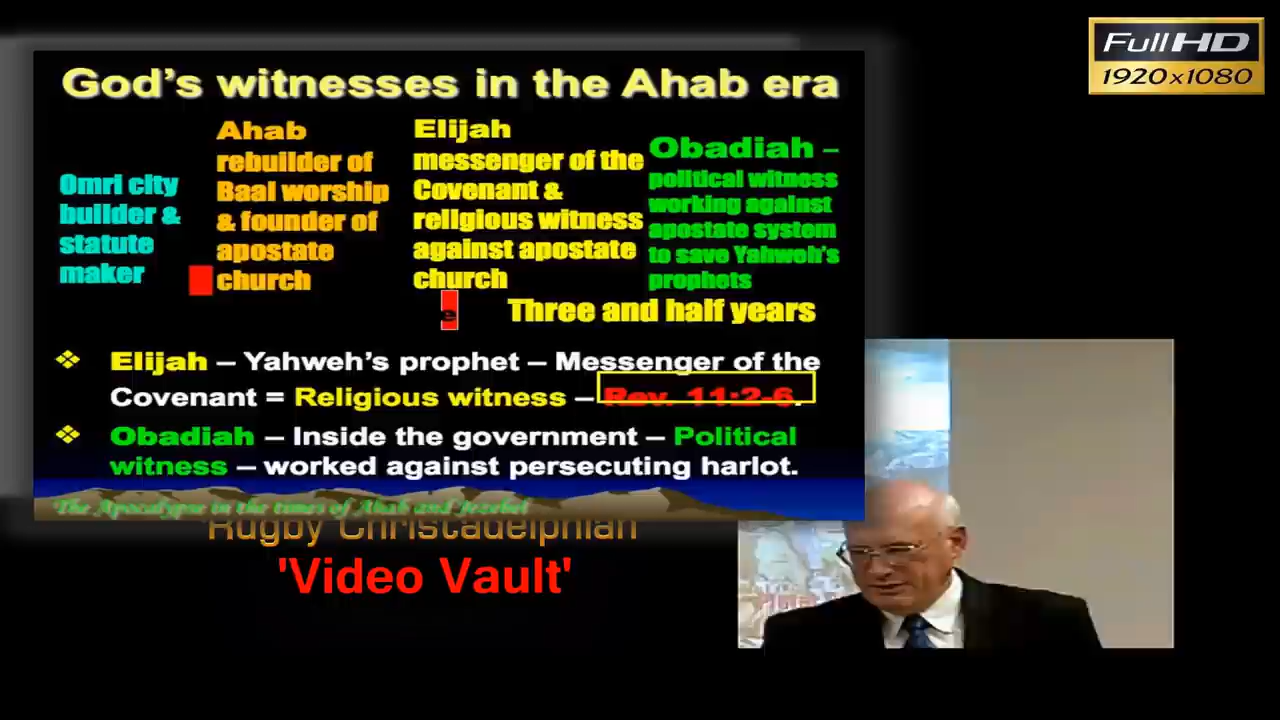 Full HD
1920x1080
God's witnesses in the Ahab era
Omri city
builder &
statute
maker
Ahab
rebuilder of
Baal worship
& founder of
apostate
church
Elijah
messenger of the
Covenant &
religious witness
against apostate
church
Obadiah –
political witness
working against
apostate system
to save Yahweh's
prophets
e
Three and half years
❖ Elijah – Yahweh's prophet – Messenger of the
Covenant = Religious witness – Rev. 11:2-6.
❖ Obadiah – Inside the government – Political
witness – worked against persecuting harlot.
The Apocalypse in the times of Ahab and Jezebel
Rugby Christadelphian
'Video Vault'